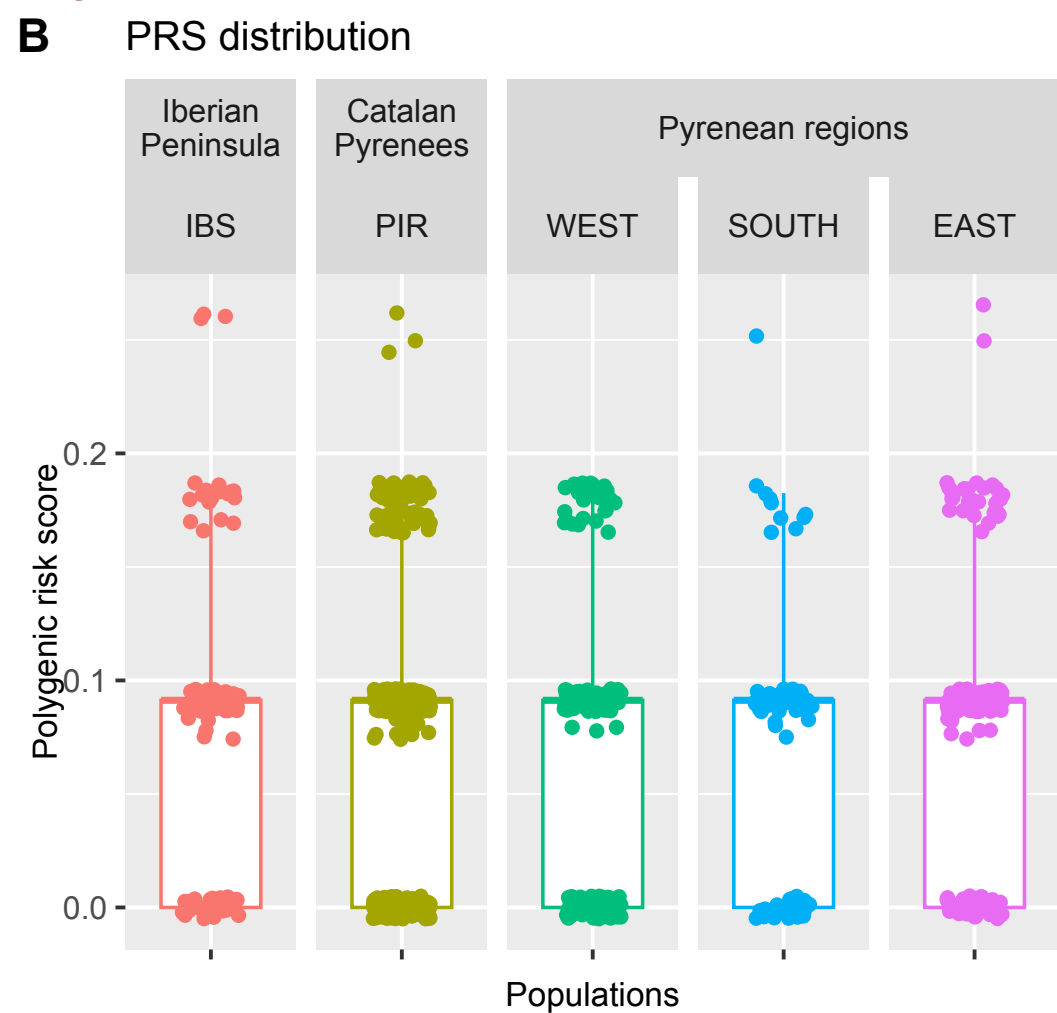 B PRS distribution
Iberian
Peninsula
Catalan
Pyrenees
Pyrenean regions
IBS
PIR
WEST
SOUTH
EAST
Polygenic risk score
0.2
0.1
0.0
Populations